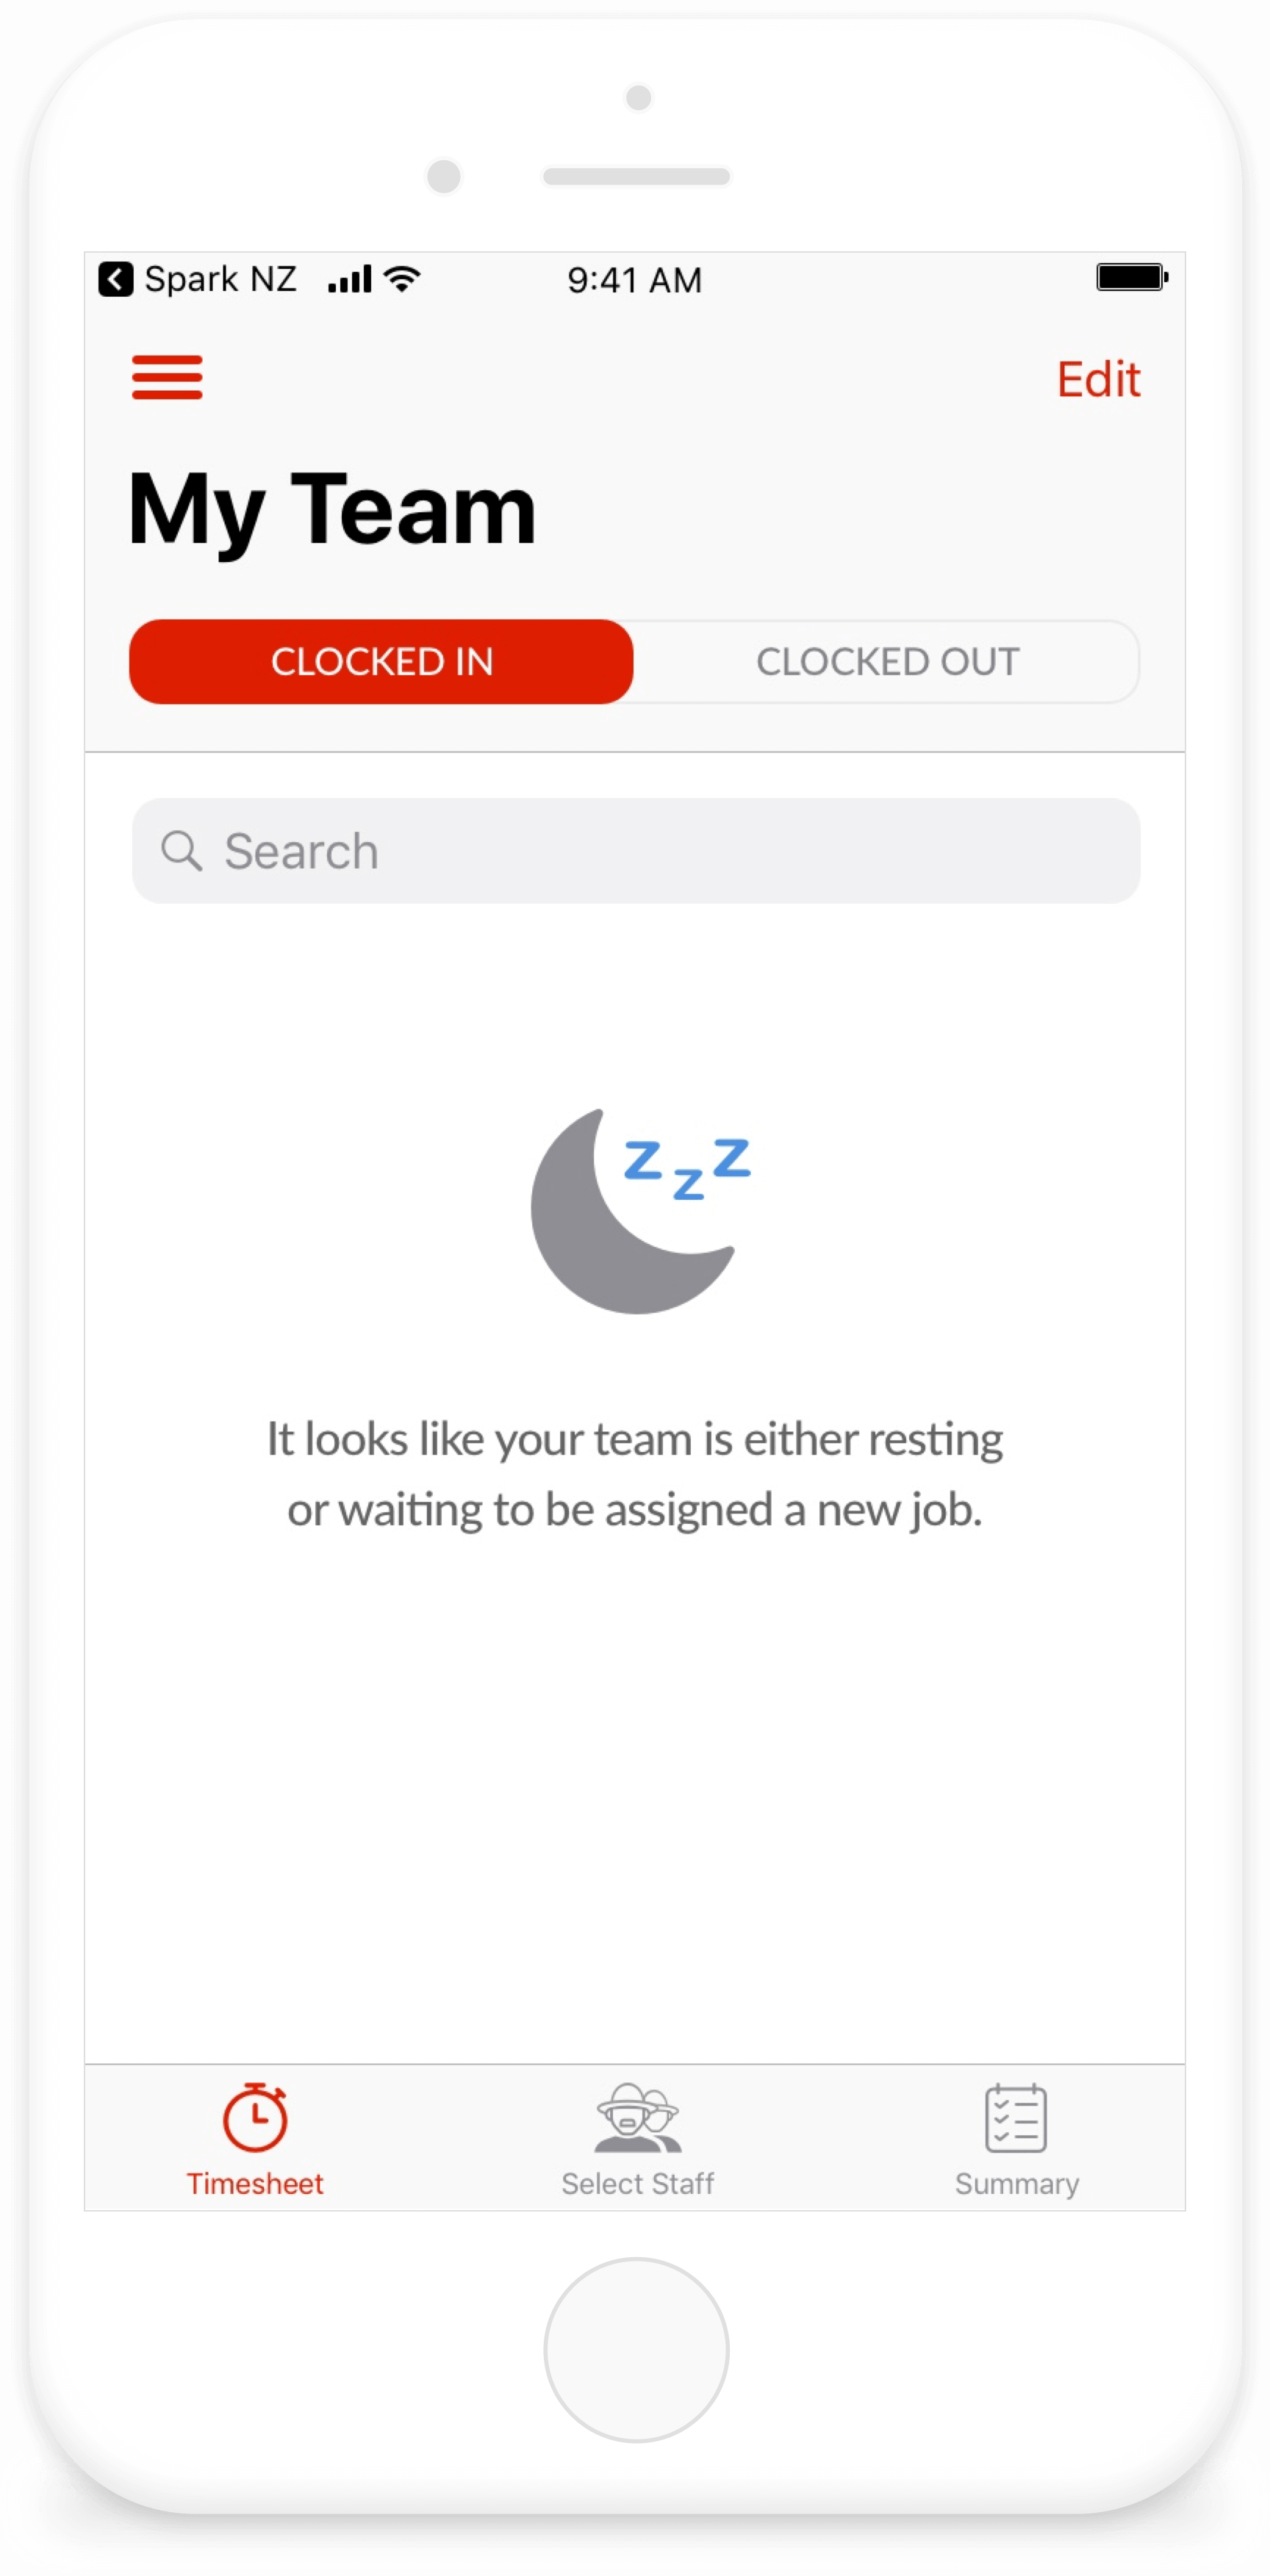 Spark NZ 9:41 AM
Edit
My Team
CLOCKED IN CLOCKED OUT
Search
z z z
It looks like your team is either resting
or waiting to be assigned a new job.
Timesheet Select Staff Summary